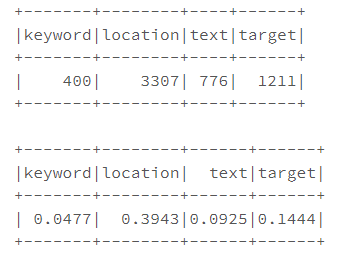 +-------+--------+----+------+
|keyword|location|text|target|
+-------+--------+----+------+
|    400|    3307| 776|  1211|
+-------+--------+----+------+

+-------+--------+------+------+
|keyword|location|  text|target|
+-------+--------+------+------+
| 0.0477|  0.3943|0.0925|0.1444|
+-------+--------+------+------+